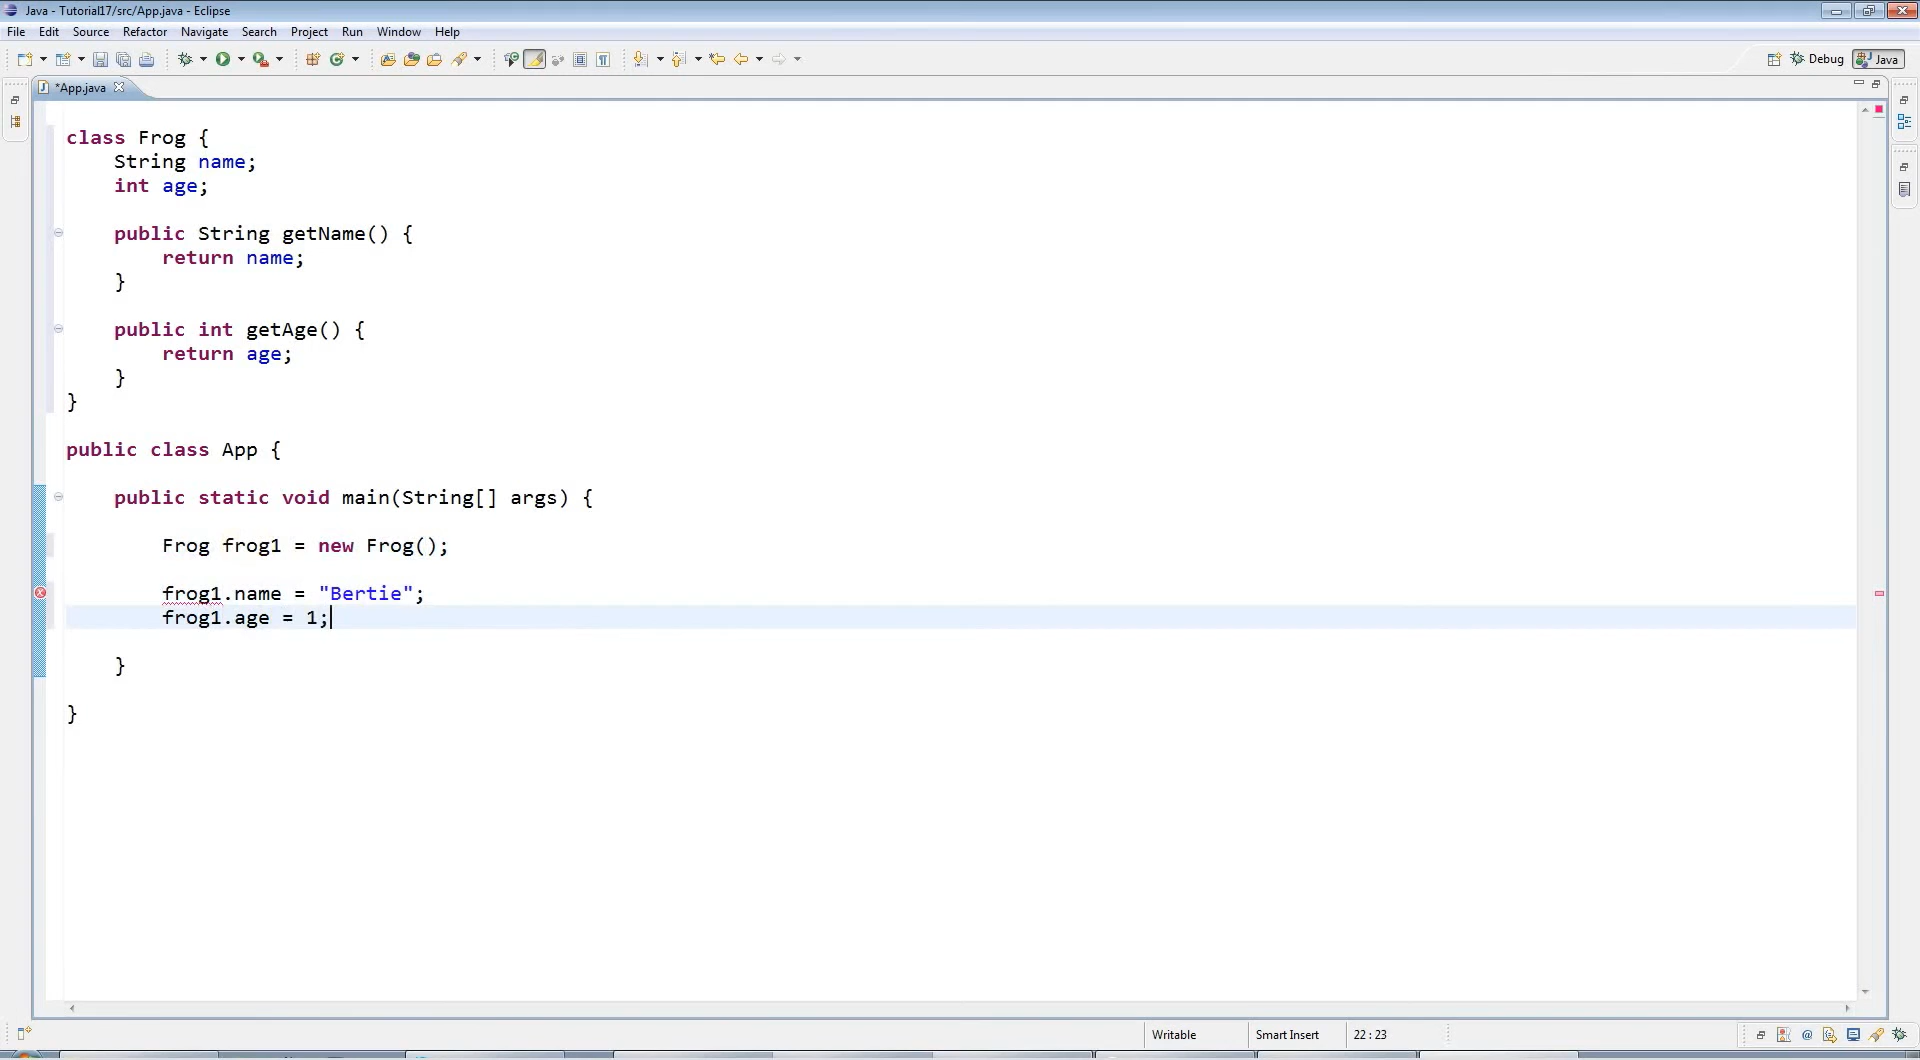 Java - Tutorial17/src/App.java - Eclipse
File Edit Source Refactor Navigate Search Project Run Window Help
Debug Java
*App.java
class Frog {
String name;
int age;
public String getName() {
return name;
}
public int getAge() {
return age;
}
}
public class App {
public static void main(String[] args) {
Frog frog1 = new Frog();
frog1.name = "Bertie";
frog1.age = 1;
}
}
Writable Smart Insert 22 : 23